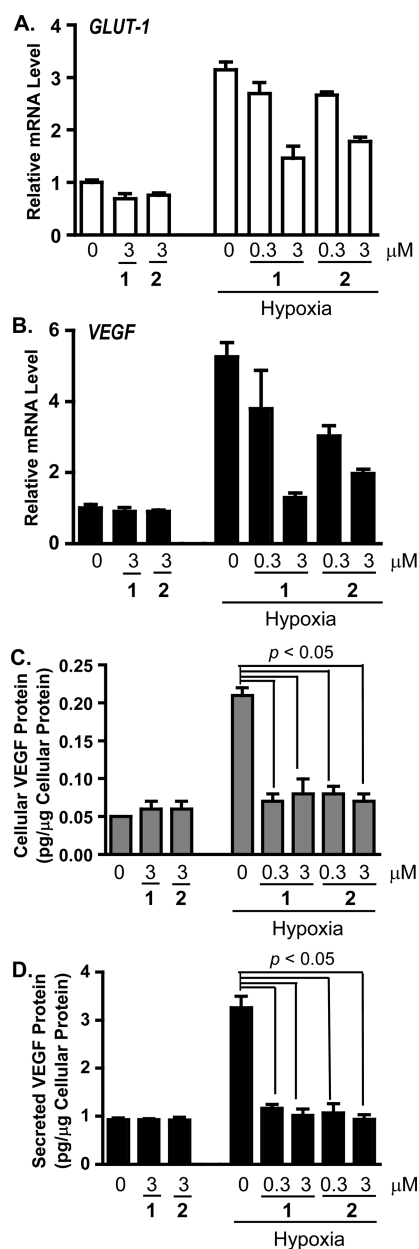 A. GLUT-1
Relative mRNA Level
4
3
2
1
0
0 3 3 0 0.3 3 0.3 3 μM
1 2 1 2
Hypoxia
B. VEGF
Relative mRNA Level
6
4
2
0
0 3 3 0 0.3 3 0.3 3 μM
1 2 1 2
Hypoxia
C.
Cellular VEGF Protein
(pg/μg Cellular Protein)
p < 0.05
0.25
0.20
0.15
0.10
0.05
0.00
0 3 3 0 0.3 3 0.3 3 μM
1 2 1 2
Hypoxia
D.
Secreted VEGF Protein
(pg/μg Cellular Protein)
p < 0.05
4
3
2
1
0
0 3 3 0 0.3 3 0.3 3 μM
1 2 1 2
Hypoxia